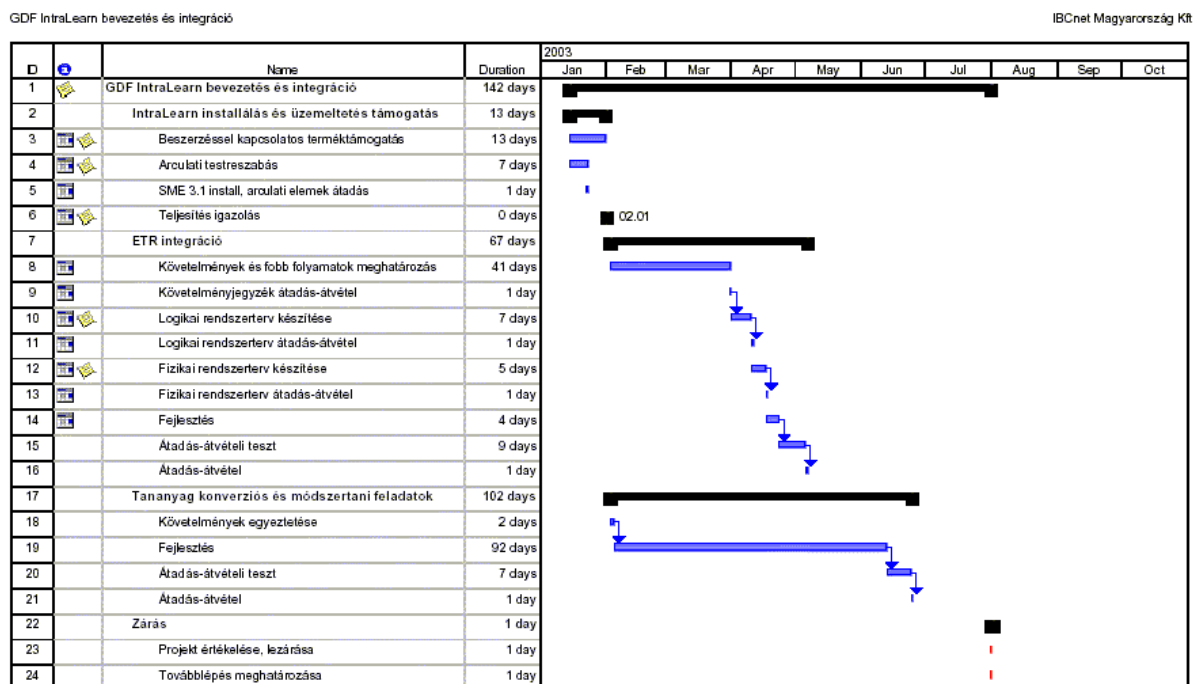 GDF IntraLearn bevezetés és integráció IBCnet Magyarország Kft
2003
ID Name Duration Jan Feb Mar Apr May Jun Jul Aug Sep Oct
1 GDF IntraLearn bevezetés és integráció 142 days
2 IntraLearn installálás és üzemeltetés támogatás 13 days
3 Beszerzéssel kapcsolatos terméktámogatás 13 days
4 Arculati testreszabás 7 days
5 SME 3.1 install, arculati elemek átadás 1 day
6 Teljesítés igazolás 0 days 02.01
7 ETR integráció 67 days
8 Követelmények és fobb folyamatok meghatározás 41 days
9 Követelményjegyzék átadás-átvétel 1 day
10 Logikai rendszerterv készítése 7 days
11 Logikai rendszerterv átadás-átvétel 1 day
12 Fizikai rendszerterv készítése 5 days
13 Fizikai rendszerterv átadás-átvétel 1 day
14 Fejlesztés 4 days
15 Átadás-átvételi teszt 9 days
16 Átadás-átvétel 1 day
17 Tananyag konverziós és módszertani feladatok 102 days
18 Követelmények egyeztetése 2 days
19 Fejlesztés 92 days
20 Átadás-átvételi teszt 7 days
21 Átadás-átvétel 1 day
22 Zárás 1 day
23 Projekt értékelése, lezárása 1 day
24 Továbblépés meghatározása 1 day